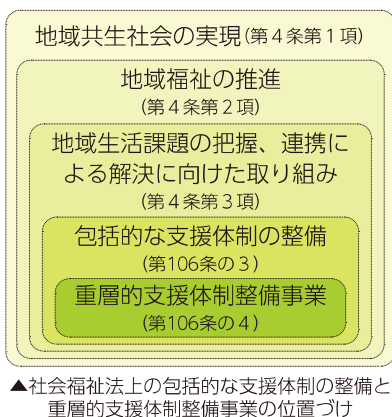 地域共生社会の実現(第4条第1項)
地域福祉の推進
(第4条第2項)
地域生活課題の把握、連携に
よる解決に向けた取り組み
(第4条第3項)
包括的な支援体制の整備
(第106条の3)
重層的支援体制整備事業
(第106条の4)
▲社会福祉法上の包括的な支援体制の整備と
重層的支援体制整備事業の位置づけ